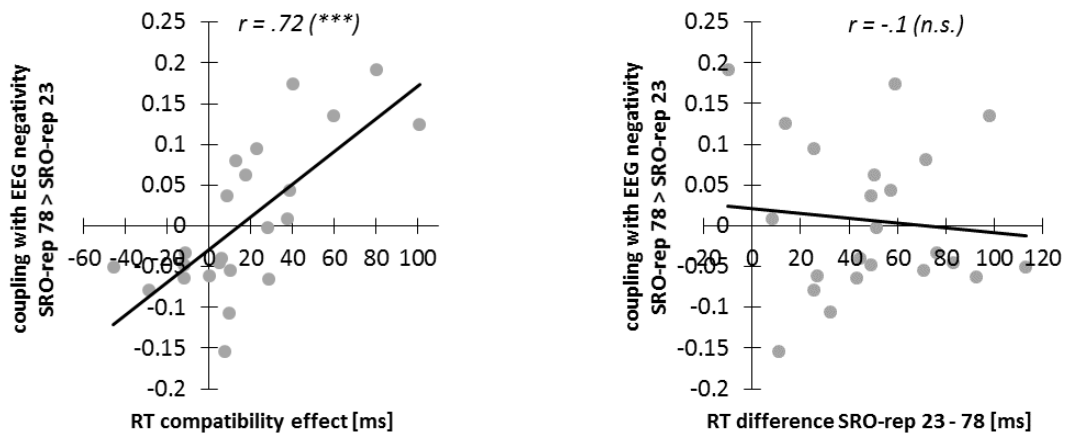 r = .72 (***)
coupling with EEG negativity
SRO-rep 78 > SRO-rep 23
0.25
0.2
0.15
0.1
0.05
0
-0.05
-0.1
-0.15
-0.2
-60 -40 -20 0 20 40 60 80 100
RT compatibility effect [ms]
r = -.1 (n.s.)
coupling with EEG negativity
SRO-rep 78 > SRO-rep 23
0.25
0.2
0.15
0.1
0.05
0
-0.05
-0.1
-0.15
-0.2
-20 0 20 40 60 80 100 120
RT difference SRO-rep 23 - 78 [ms]